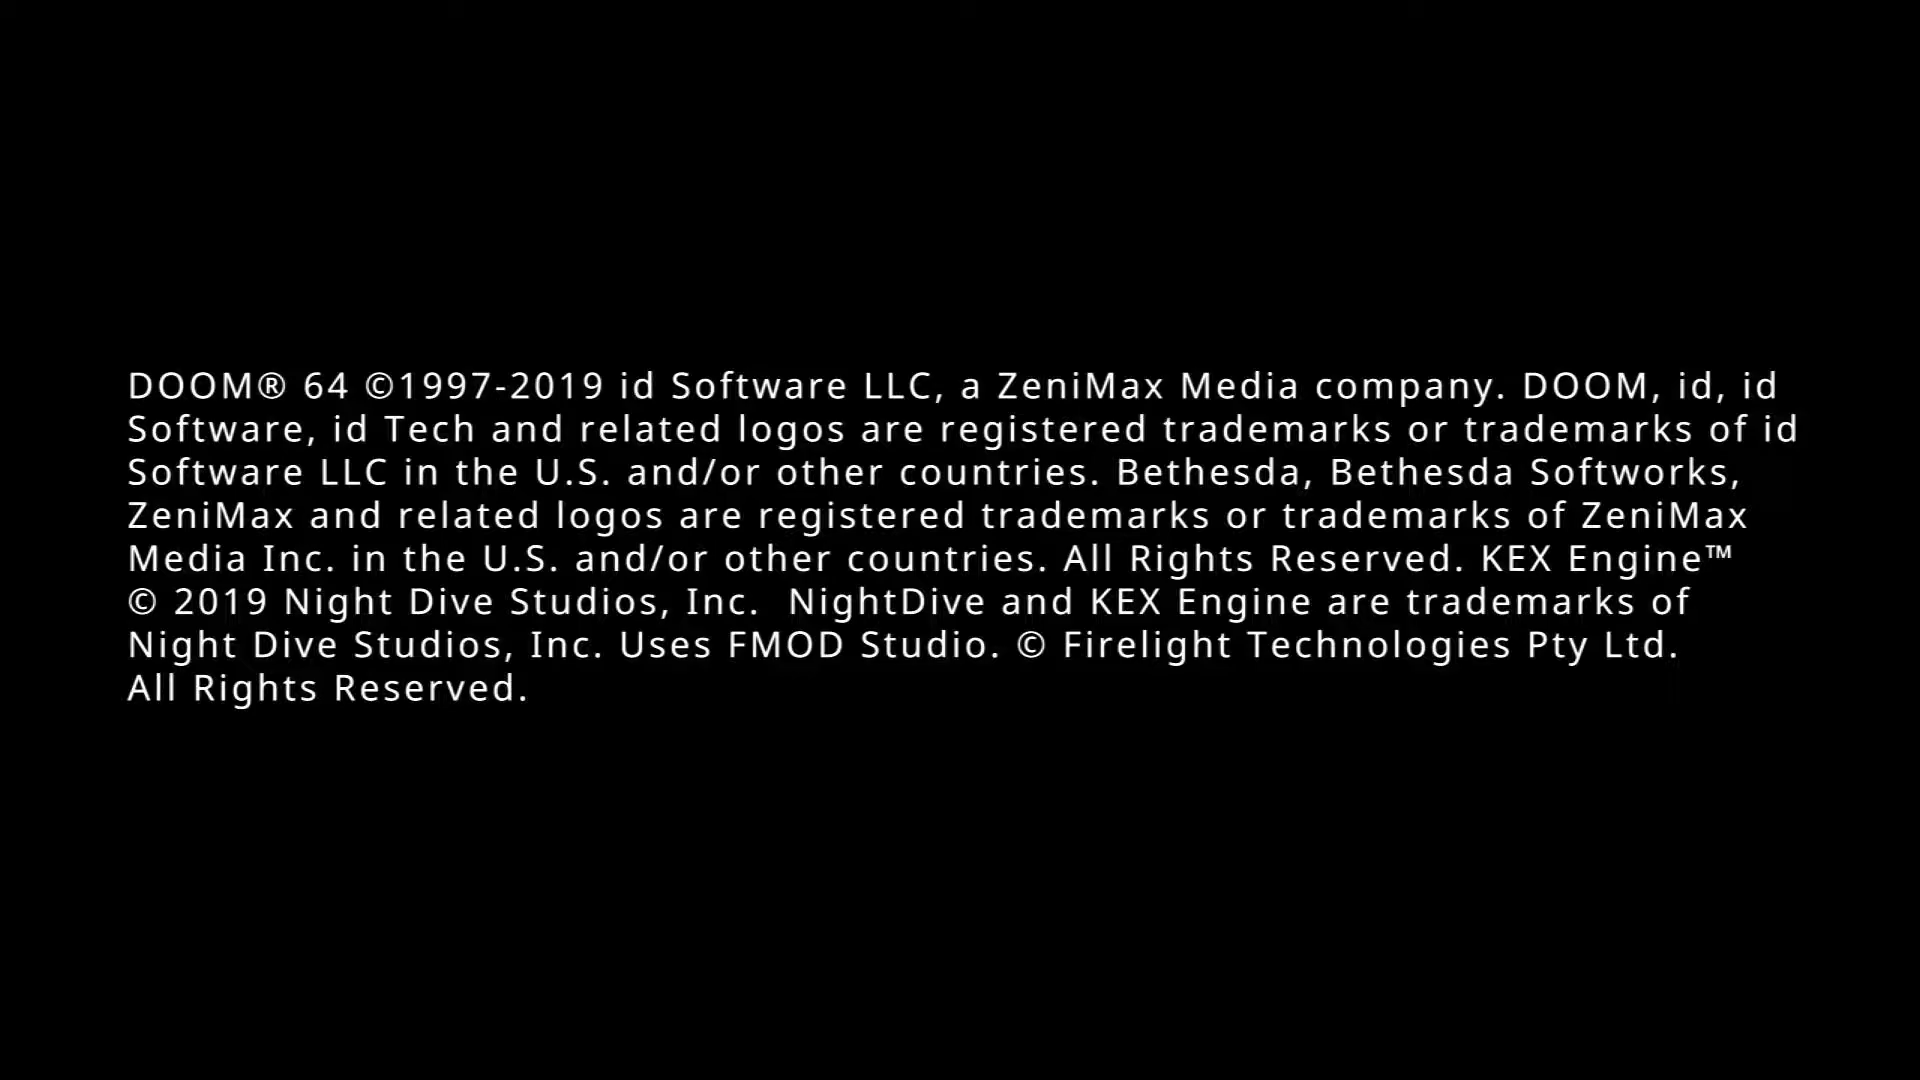 DOOM® 64 ©1997-2019 id Software LLC, a ZeniMax Media company. DOOM, id, id
Software, id Tech and related logos are registered trademarks or trademarks of id
Software LLC in the U.S. and/or other countries. Bethesda, Bethesda Softworks,
ZeniMax and related logos are registered trademarks or trademarks of ZeniMax
Media Inc. in the U.S. and/or other countries. All Rights Reserved. KEX Engine™
© 2019 Night Dive Studios, Inc.  NightDive and KEX Engine are trademarks of
Night Dive Studios, Inc. Uses FMOD Studio. © Firelight Technologies Pty Ltd.
All Rights Reserved.